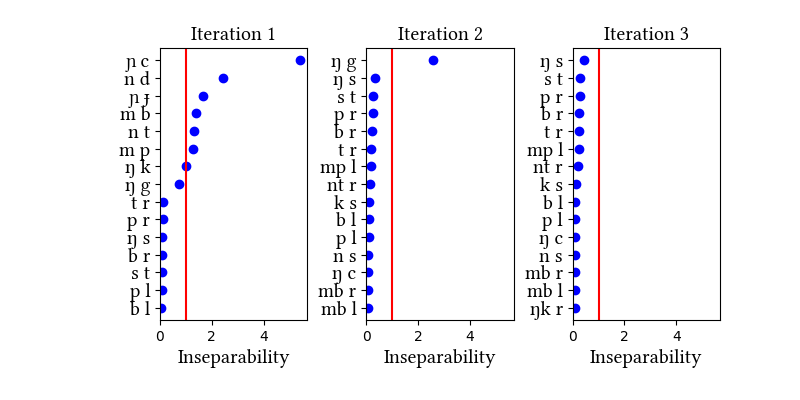 Iteration 1
ɲ c
n d
ɲ ɟ
m b
n t
m p
ŋ k
ŋ g
t r
p r
ŋ s
b r
s t
p l
b l
0 2 4
Inseparability
Iteration 2
ŋ g
ŋ s
s t
p r
b r
t r
mp l
nt r
k s
b l
p l
n s
ŋ c
mb r
mb l
0 2 4
Inseparability
Iteration 3
ŋ s
s t
p r
b r
t r
mp l
nt r
k s
b l
p l
ŋ c
n s
mb r
mb l
ŋk r
0 2 4
Inseparability